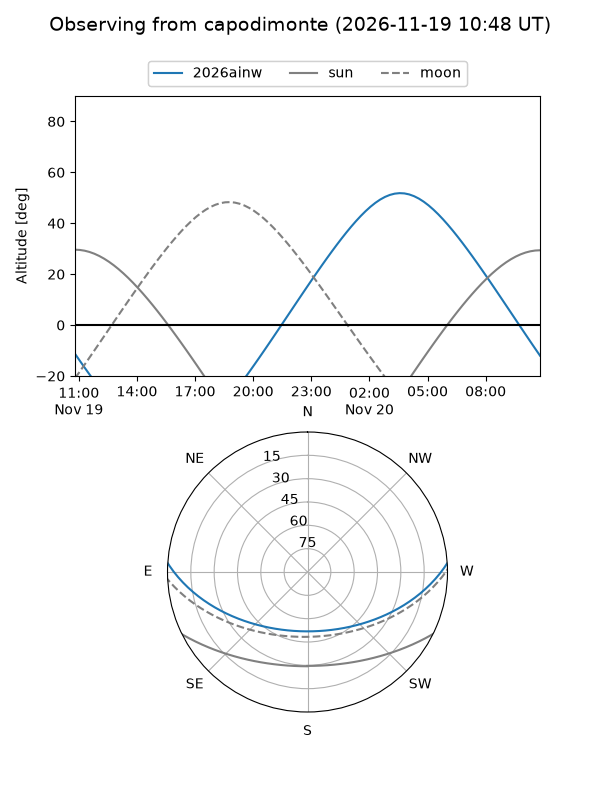 Observing from capodimonte (2026-11-19 10:48 UT)
2026ainw sun moon
Altitude [deg]
80
60
40
20
0
−20
11:00 14:00 17:00 20:00 23:00 02:00 05:00 08:00
Nov 19 Nov 20
N
NE NW
15
30
45
60
75
E W
SE SW
S